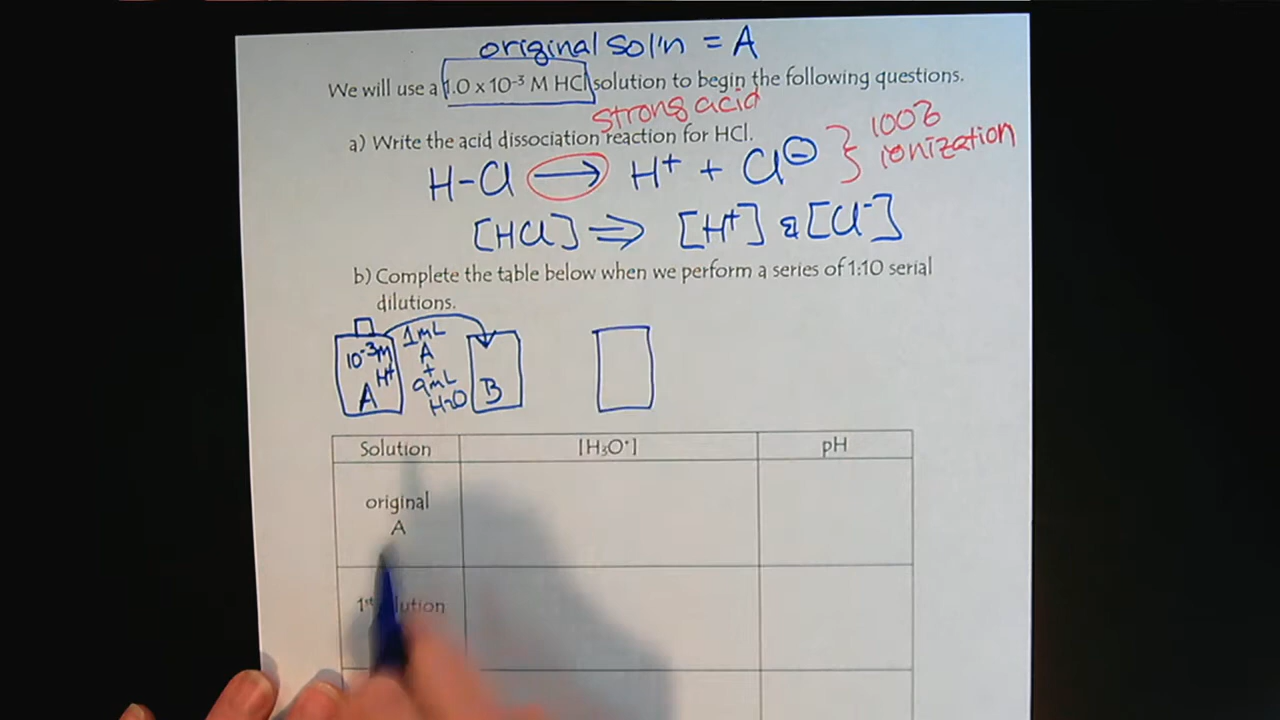 original sol'n = A
We will use a 1.0 x 10⁻³ M HCl solution to begin the following questions.
strong acid
a) Write the acid dissociation reaction for HCl.
100%
ionization
H-Cl → H⁺ + Cl⊖
[HCl] ⇒ [H⁺] & [Cl⁻]
b) Complete the table below when we perform a series of 1:10 serial
dilutions.
10⁻³M
H⁺
A
1mL
A
+
9mL
H2O
B
Solution [H₃O⁺] pH
original
A
1st